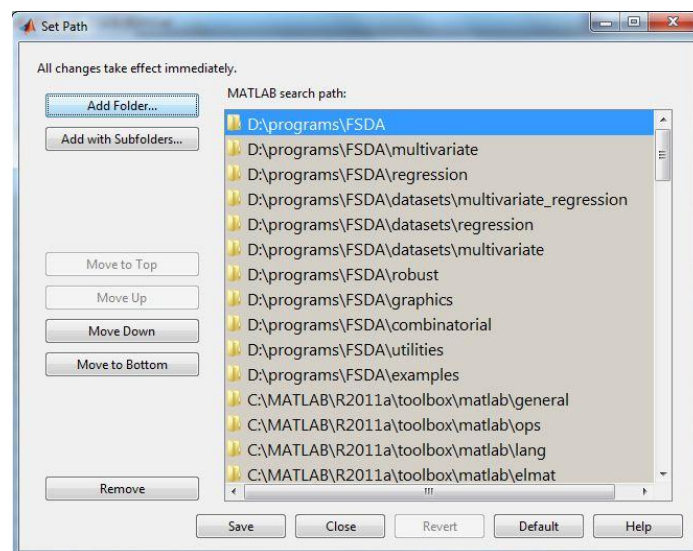 Set Path
All changes take effect immediately.
MATLAB search path:
Add Folder...
Add with Subfolders...
Move to Top
Move Up
Move Down
Move to Bottom
Remove
D:\programs\FSDA
D:\programs\FSDA\multivariate
D:\programs\FSDA\regression
D:\programs\FSDA\datasets\multivariate_regression
D:\programs\FSDA\datasets\regression
D:\programs\FSDA\datasets\multivariate
D:\programs\FSDA\robust
D:\programs\FSDA\graphics
D:\programs\FSDA\combinatorial
D:\programs\FSDA\utilities
D:\programs\FSDA\examples
C:\MATLAB\R2011a\toolbox\matlab\general
C:\MATLAB\R2011a\toolbox\matlab\ops
C:\MATLAB\R2011a\toolbox\matlab\lang
C:\MATLAB\R2011a\toolbox\matlab\elmat
Save Close Revert Default Help